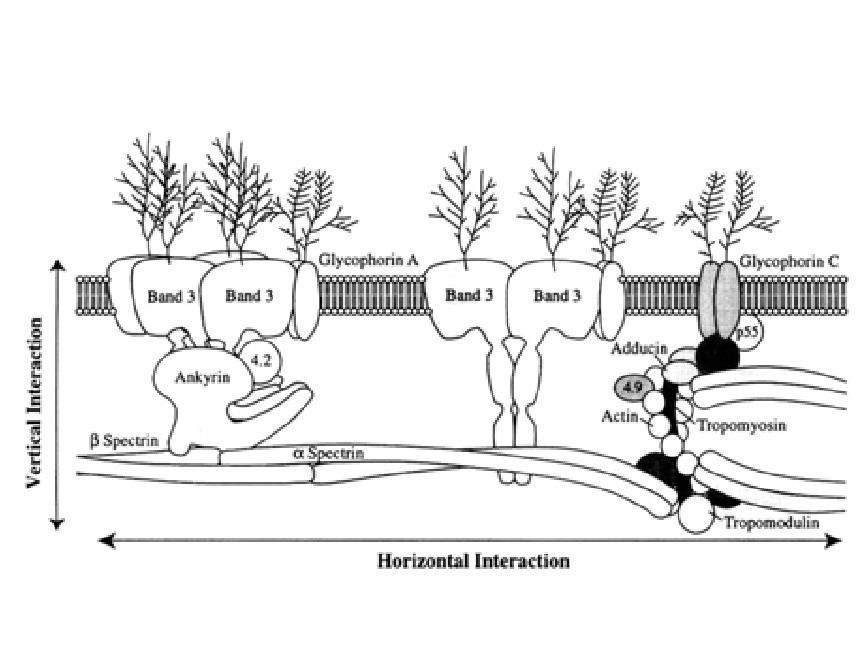 Glycophorin A
Glycophorin C
Band 3
Band 3
Band 3
Band 3
p55
Adducin
4.2
Ankyrin
4.9
Actin
Tropomyosin
β Spectrin
α Spectrin
Tropomodulin
Vertical Interaction
Horizontal Interaction